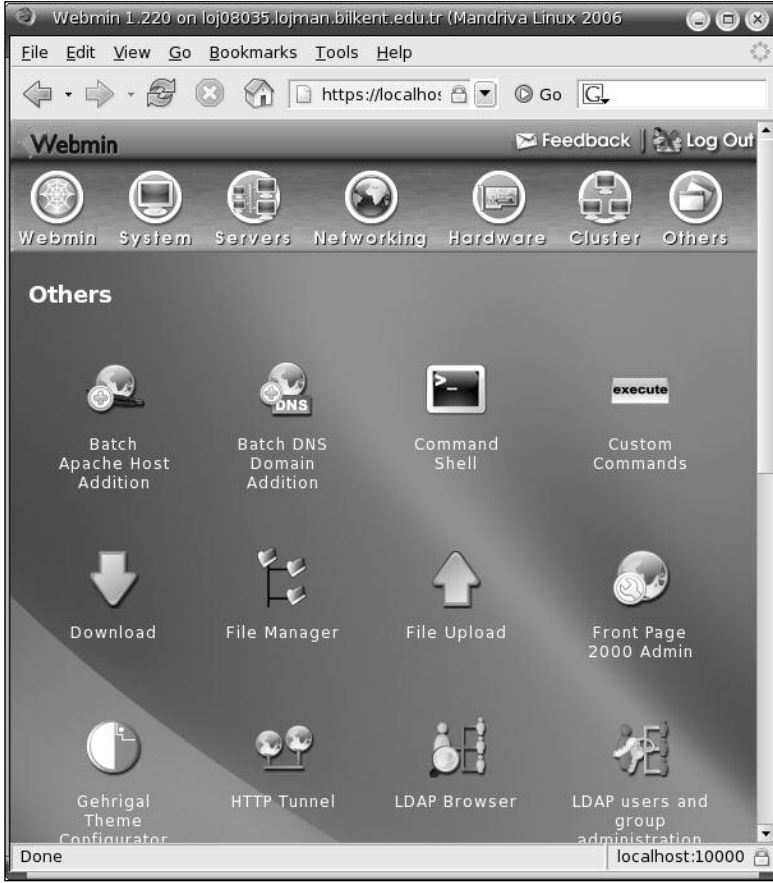 Webmin 1.220 on loj08035.lojman.bilkent.edu.tr (Mandriva Linux 2006
File Edit View Go Bookmarks Tools Help
https://localhos Go G
Webmin Feedback Log Out
Webmin System Servers Networking Hardware Cluster Others
Others
DNS
>_
execute
Batch
Apache Host
Addition
Batch DNS
Domain
Addition
Command
Shell
Custom
Commands
Download
File Manager
File Upload
Front Page
2000 Admin
Gehrigal
Theme
Configurator
HTTP Tunnel
LDAP Browser
LDAP users and
group
administration
Done localhost:10000